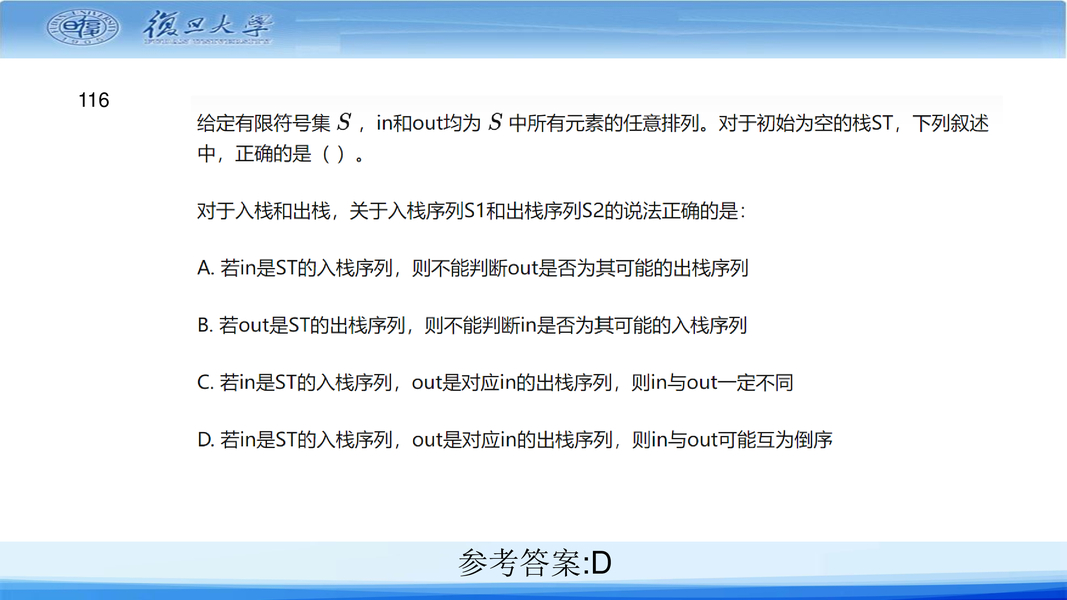 復旦大學
FUDAN UNIVERSITY
116
给定有限符号集 S ，in和out均为 S 中所有元素的任意排列。对于初始为空的栈ST，下列叙述
中，正确的是（ ）。
对于入栈和出栈，关于入栈序列S1和出栈序列S2的说法正确的是：
A. 若in是ST的入栈序列，则不能判断out是否为其可能的出栈序列
B. 若out是ST的出栈序列，则不能判断in是否为其可能的入栈序列
C. 若in是ST的入栈序列，out是对应in的出栈序列，则in与out一定不同
D. 若in是ST的入栈序列，out是对应in的出栈序列，则in与out可能互为倒序
参考答案:D